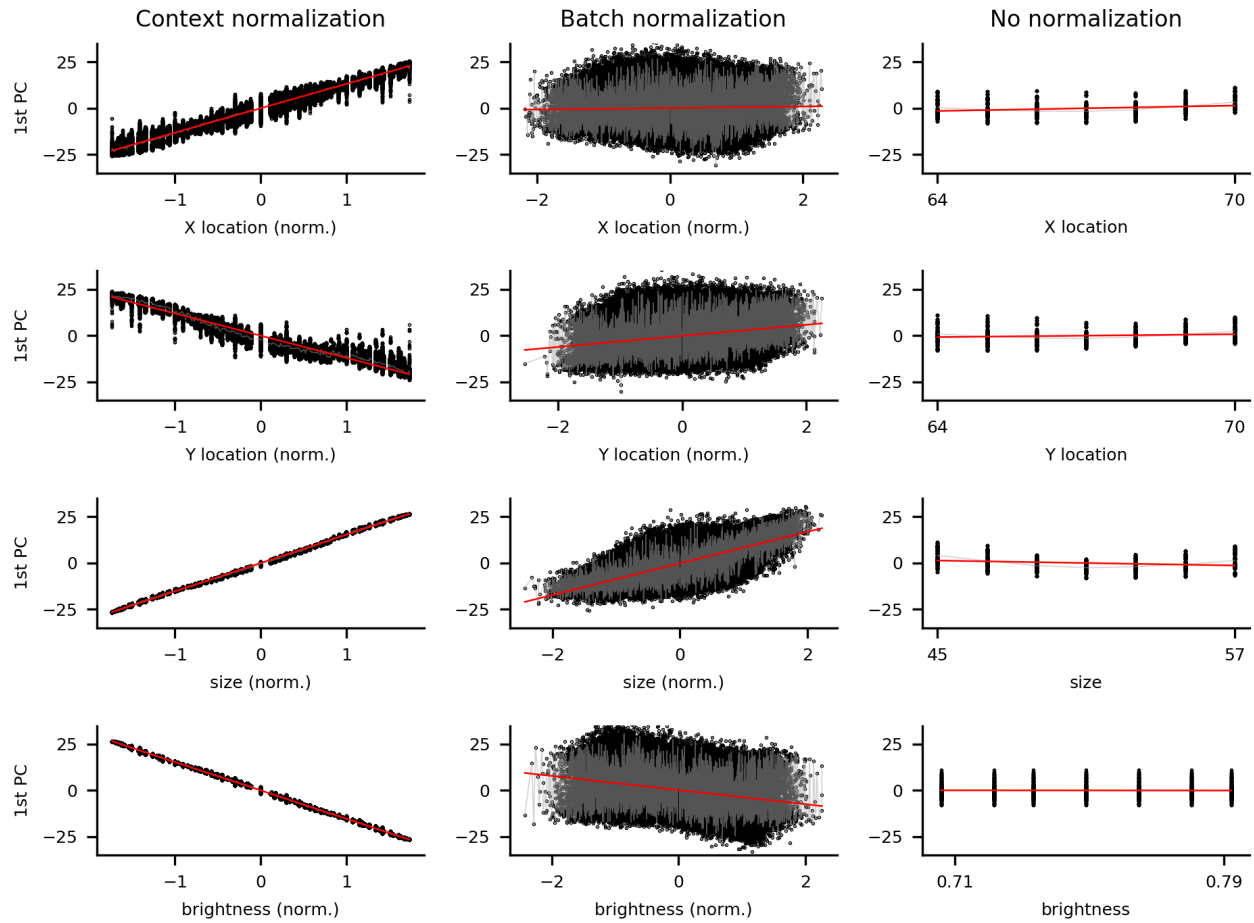 Context normalization Batch normalization No normalization
1st PC 25 0 −25 25 0 −25 25 0 −25
−1 0 1 −2 0 2 64 70
X location (norm.) X location (norm.) X location
1st PC 25 0 −25 25 0 −25 25 0 −25
−1 0 1 −2 0 2 64 70
Y location (norm.) Y location (norm.) Y location
1st PC 25 0 −25 25 0 −25 25 0 −25
−1 0 1 −2 0 2 45 57
size (norm.) size (norm.) size
1st PC 25 0 −25 25 0 −25 25 0 −25
−1 0 1 −2 0 2 0.71 0.79
brightness (norm.) brightness (norm.) brightness